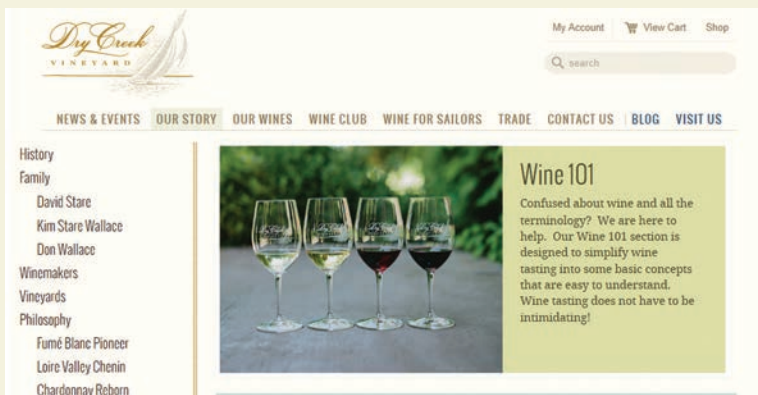 Dry Creek
VINEYARD
My Account
View Cart
Shop
search
NEWS & EVENTS OUR STORY OUR WINES WINE CLUB WINE FOR SAILORS TRADE CONTACT US | BLOG VISIT US
History
Family
David Stare
Kim Stare Wallace
Don Wallace
Winemakers
Vineyards
Philosophy
Fumé Blanc Pioneer
Loire Valley Chenin
Chardonnay Reborn
Wine 101
Confused about wine and all the
terminology? We are here to
help. Our Wine 101 section is
designed to simplify wine
tasting into some basic concepts
that are easy to understand.
Wine tasting does not have to be
intimidating!